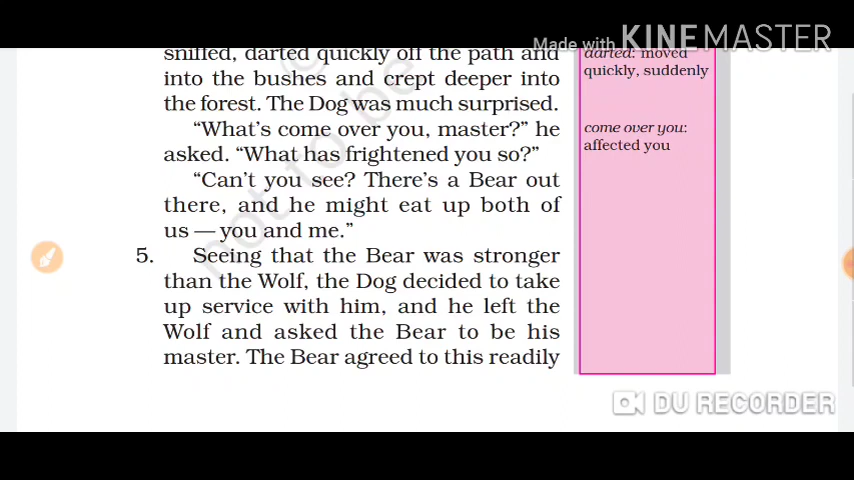 Made with KINEMASTER
sniffed, darted quickly off the path and
into the bushes and crept deeper into
the forest. The Dog was much surprised.
“What’s come over you, master?” he
asked. “What has frightened you so?”
“Can’t you see? There’s a Bear out
there, and he might eat up both of
us — you and me.”
5. Seeing that the Bear was stronger
than the Wolf, the Dog decided to take
up service with him, and he left the
Wolf and asked the Bear to be his
master. The Bear agreed to this readily
darted: moved
quickly, suddenly
come over you:
affected you
not to be
DU RECORDER